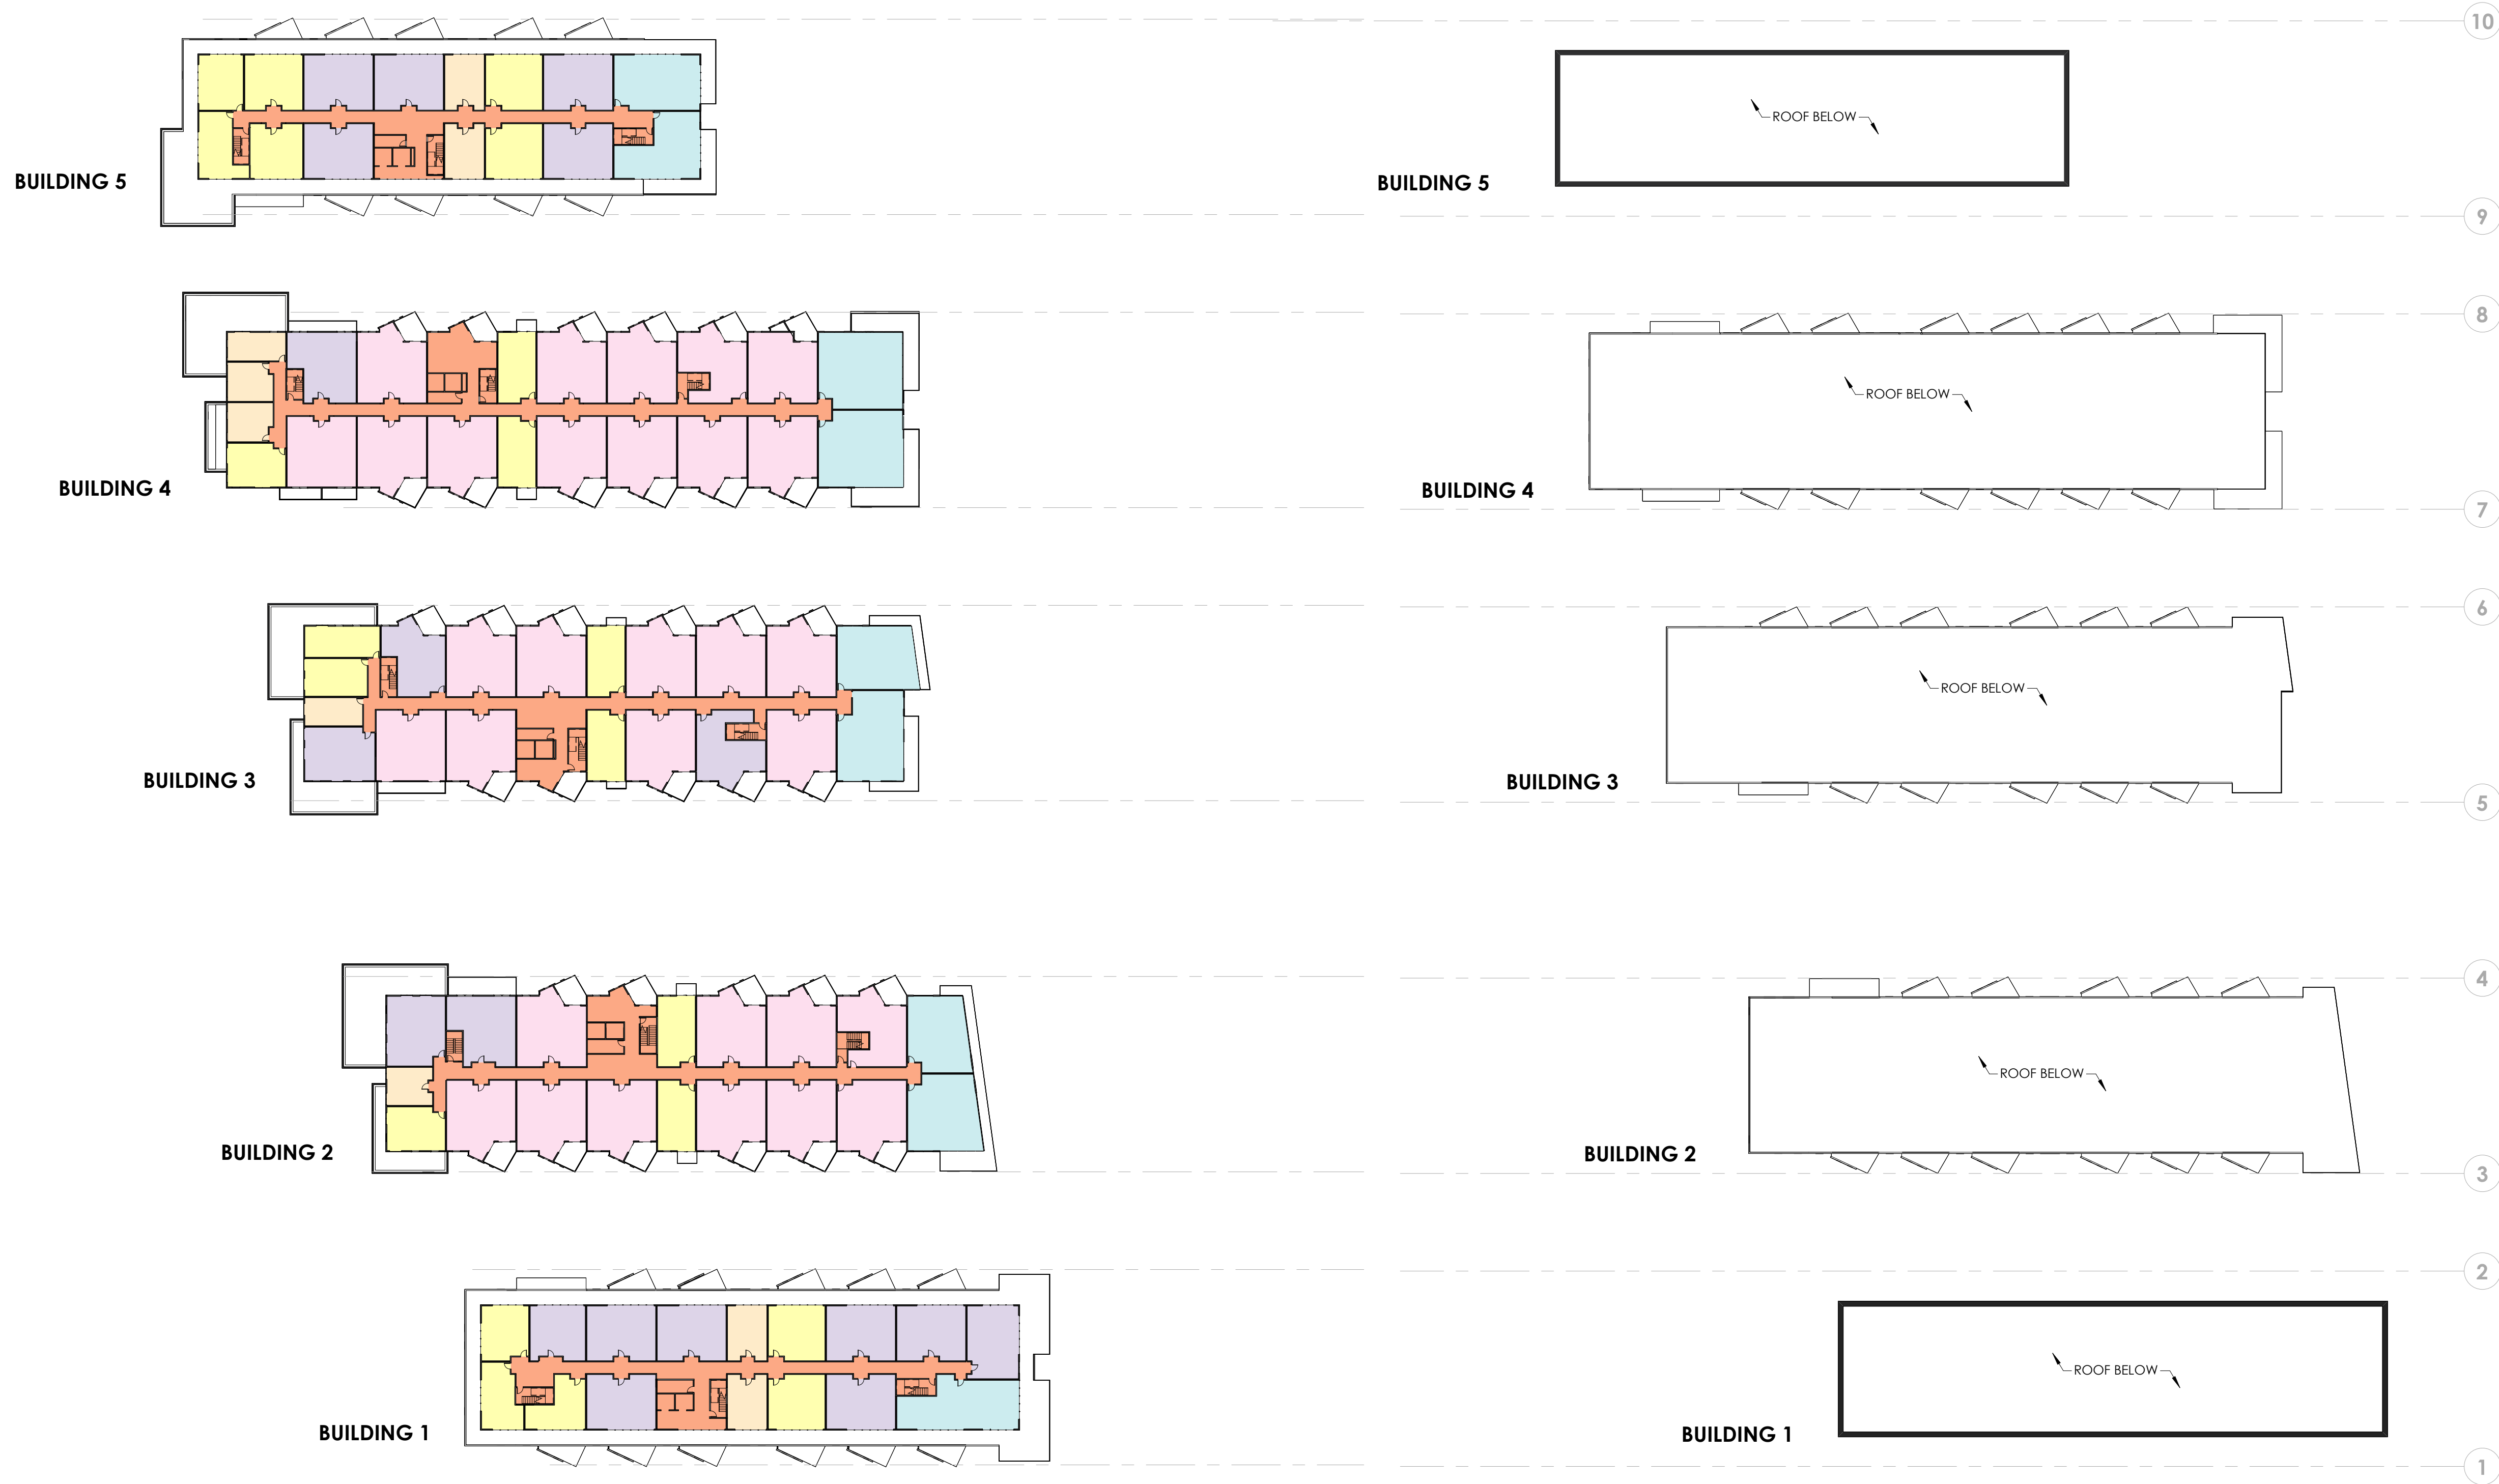 10
BUILDING 5
ROOF BELOW
BUILDING 5
9
8
BUILDING 4
ROOF BELOW
BUILDING 4
7
6
BUILDING 3
ROOF BELOW
BUILDING 3
5
4
BUILDING 2
ROOF BELOW
BUILDING 2
3
2
BUILDING 1
ROOF BELOW
BUILDING 1
1